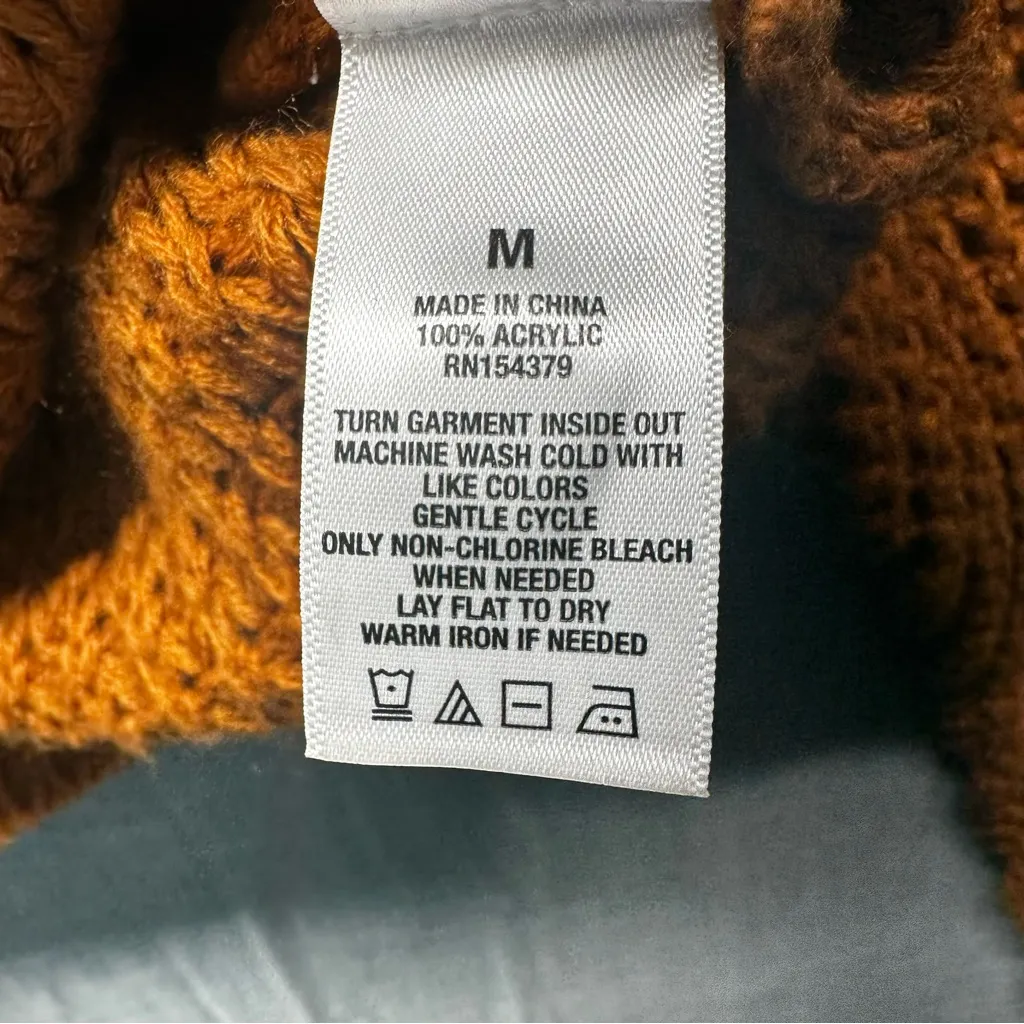 M
MADE IN CHINA
100% ACRYLIC
RN154379
TURN GARMENT INSIDE OUT
MACHINE WASH COLD WITH
LIKE COLORS
GENTLE CYCLE
ONLY NON-CHLORINE BLEACH
WHEN NEEDED
LAY FLAT TO DRY
WARM IRON IF NEEDED